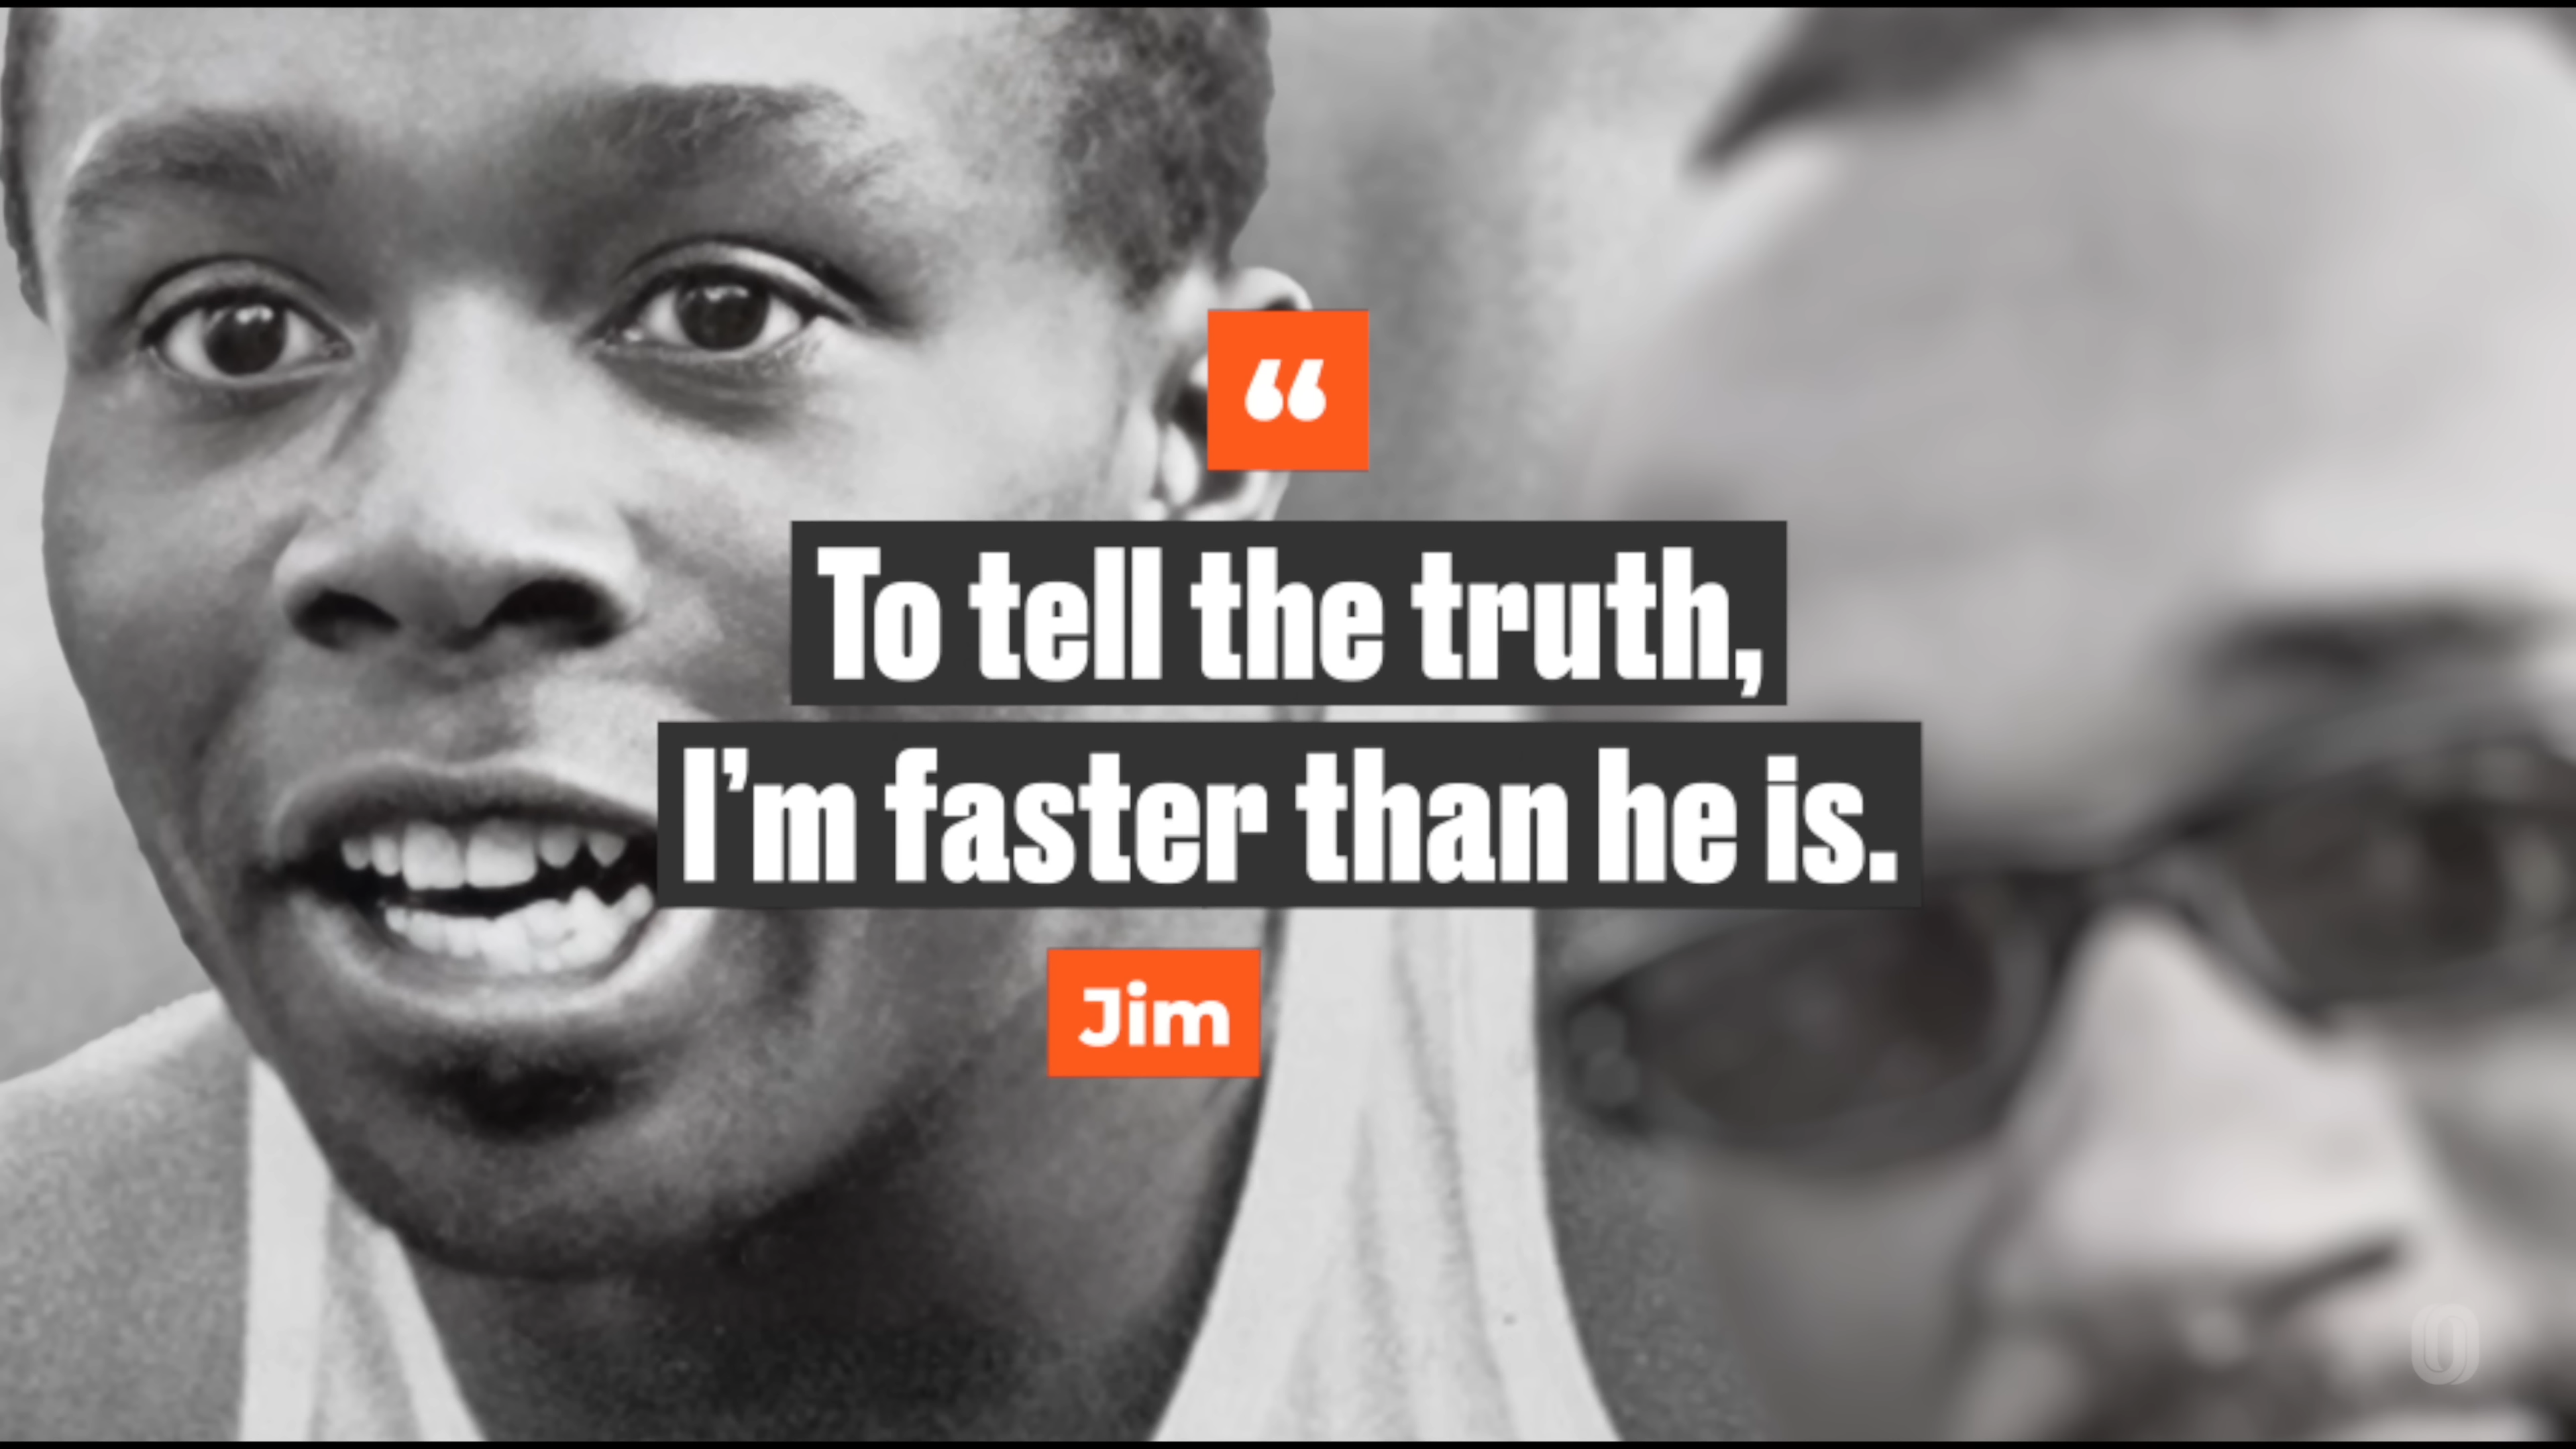 “
To tell the truth,
I’m faster than he is.
Jim